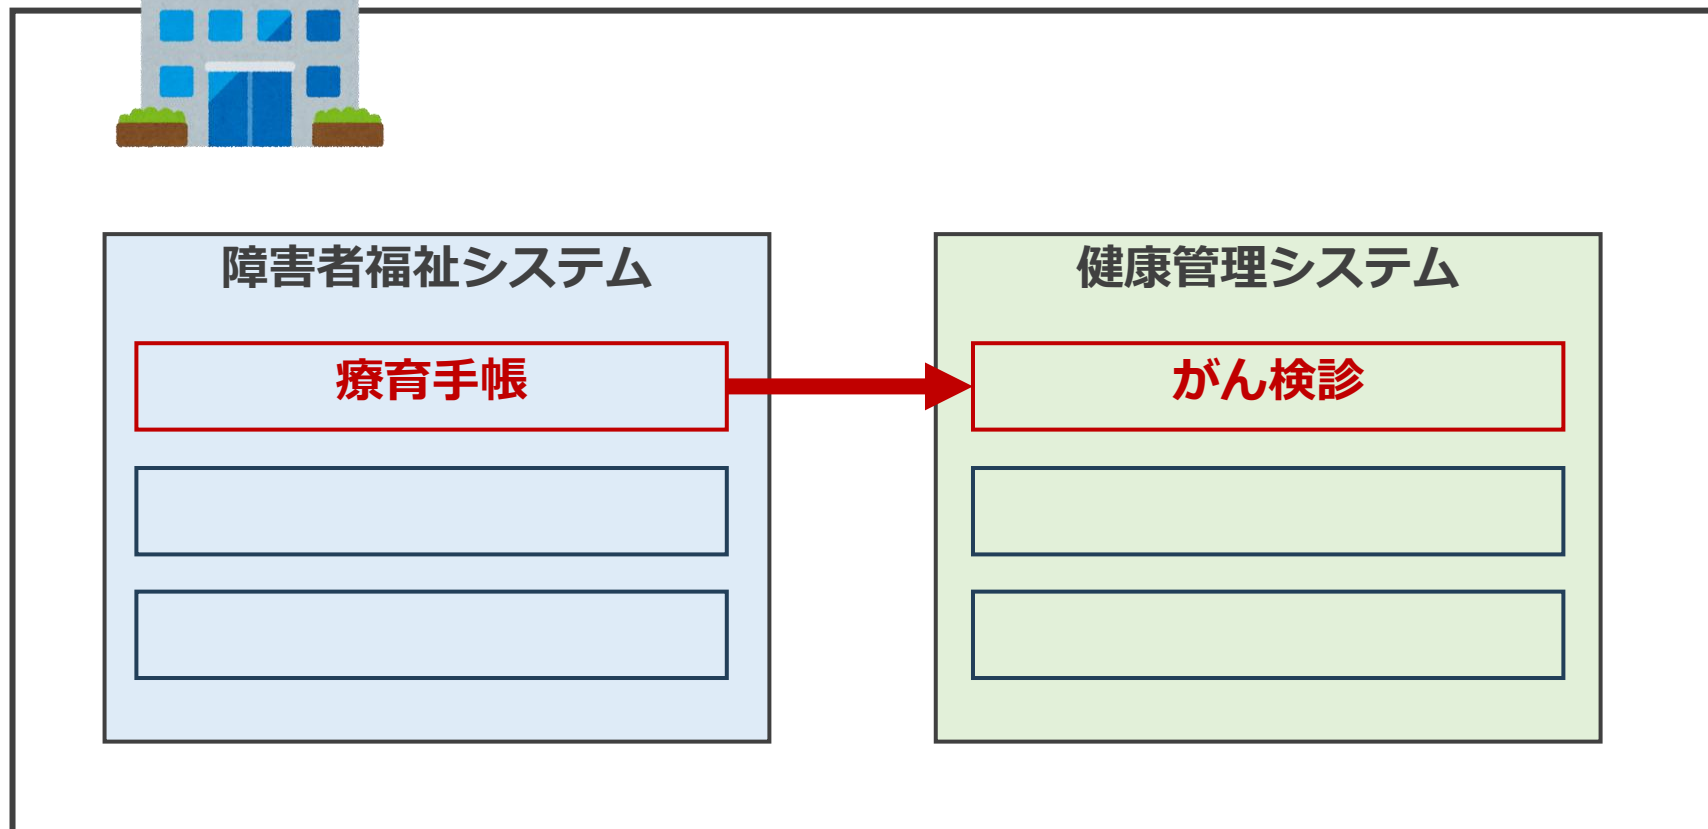 障害者福祉システム
健康管理システム
療育手帳
がん検診